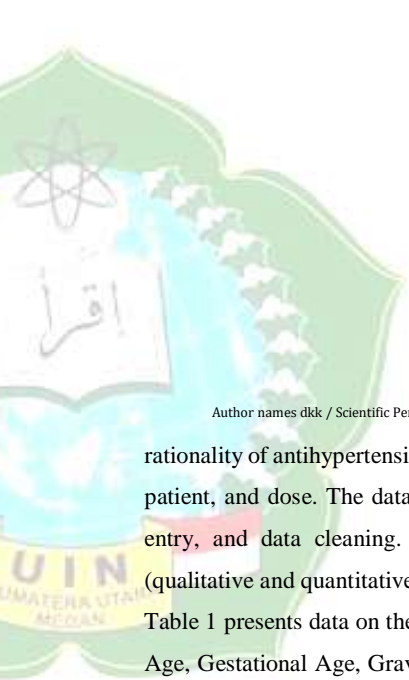 اقرأ
Author names dkk / Scientific Per
rationality of antihypertensi
patient, and dose. The data
entry, and data cleaning.
UIN
(qualitative and quantitative
SUMATERA UTARA
MEDAN
Table 1 presents data on the
Age, Gestational Age, Grav